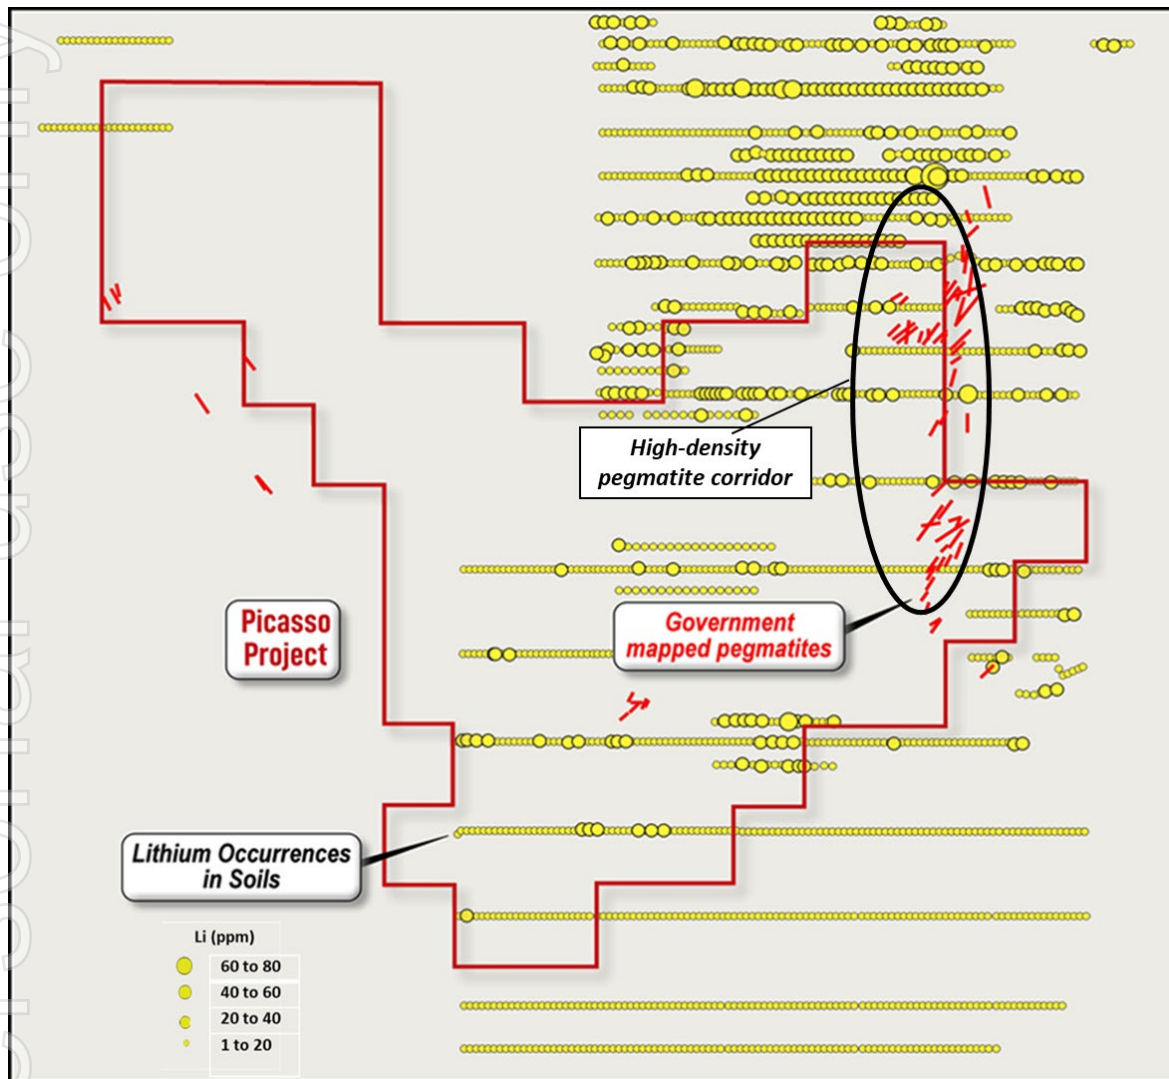 High-density
pegmatite corridor
Picasso
Project
Government
mapped pegmatites
Lithium Occurrences
in Soils
Li (ppm)
60 to 80
40 to 60
20 to 40
1 to 20